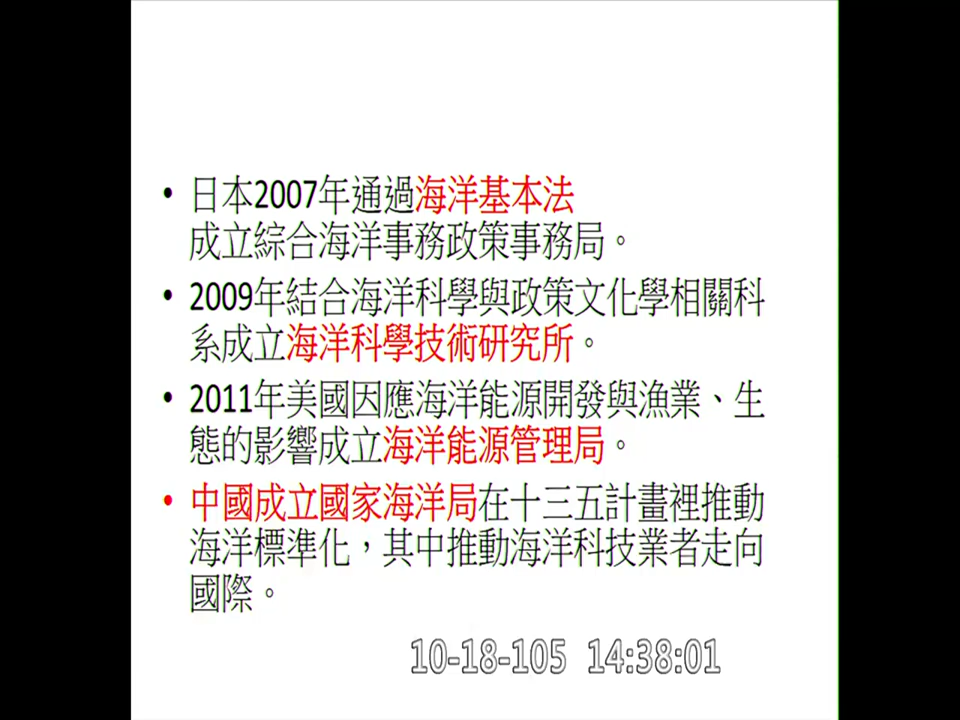 • 日本2007年通過海洋基本法
成立綜合海洋事務政策事務局。
• 2009年結合海洋科學與政策文化學相關科
系成立海洋科學技術研究所。
• 2011年美國因應海洋能源開發與漁業、生
態的影響成立海洋能源管理局。
• 中國成立國家海洋局在十三五計畫裡推動
海洋標準化，其中推動海洋科技業者走向
國際。
10-18-105 14:38:01